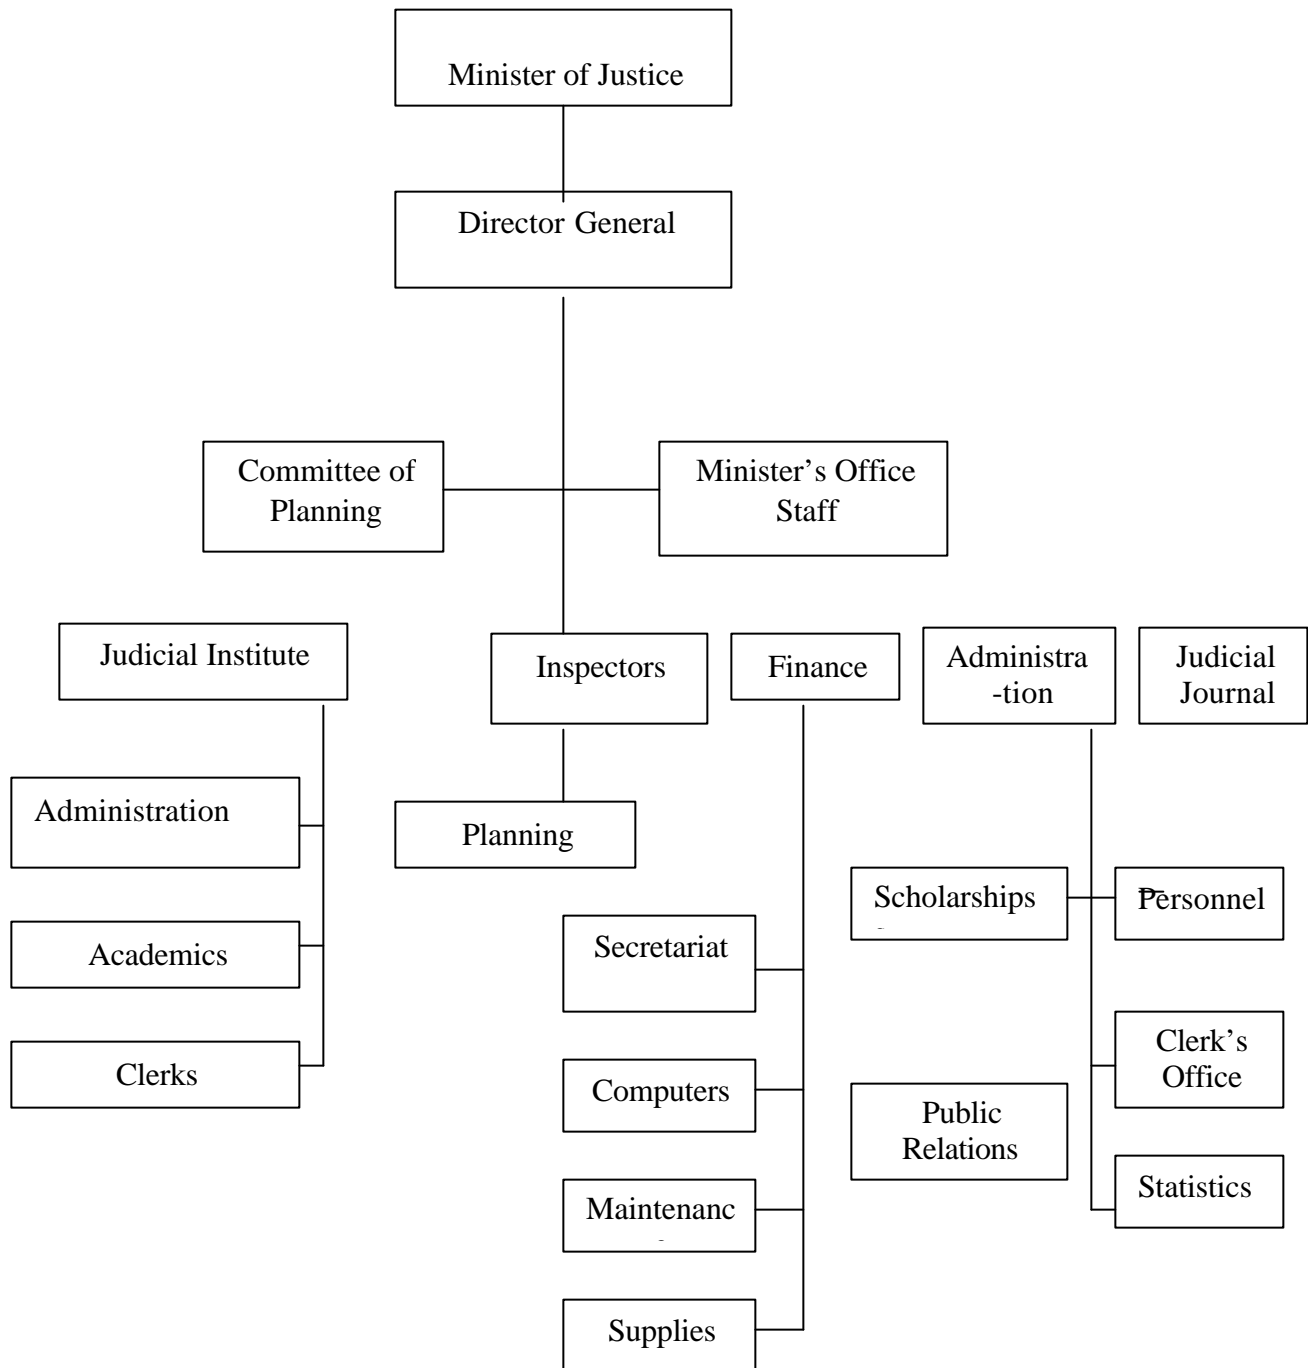 Minister of Justice
Director General
Committee of
Planning
Minister’s Office
Staff
Judicial Institute
Inspectors
Finance
Administra
-tion
Judicial
Journal
Administration
Planning
Scholarships
Personnel
Academics
Secretariat
Clerks
Computers
Clerk’s
Office
Public
Relations
Maintenanc
Statistics
Supplies